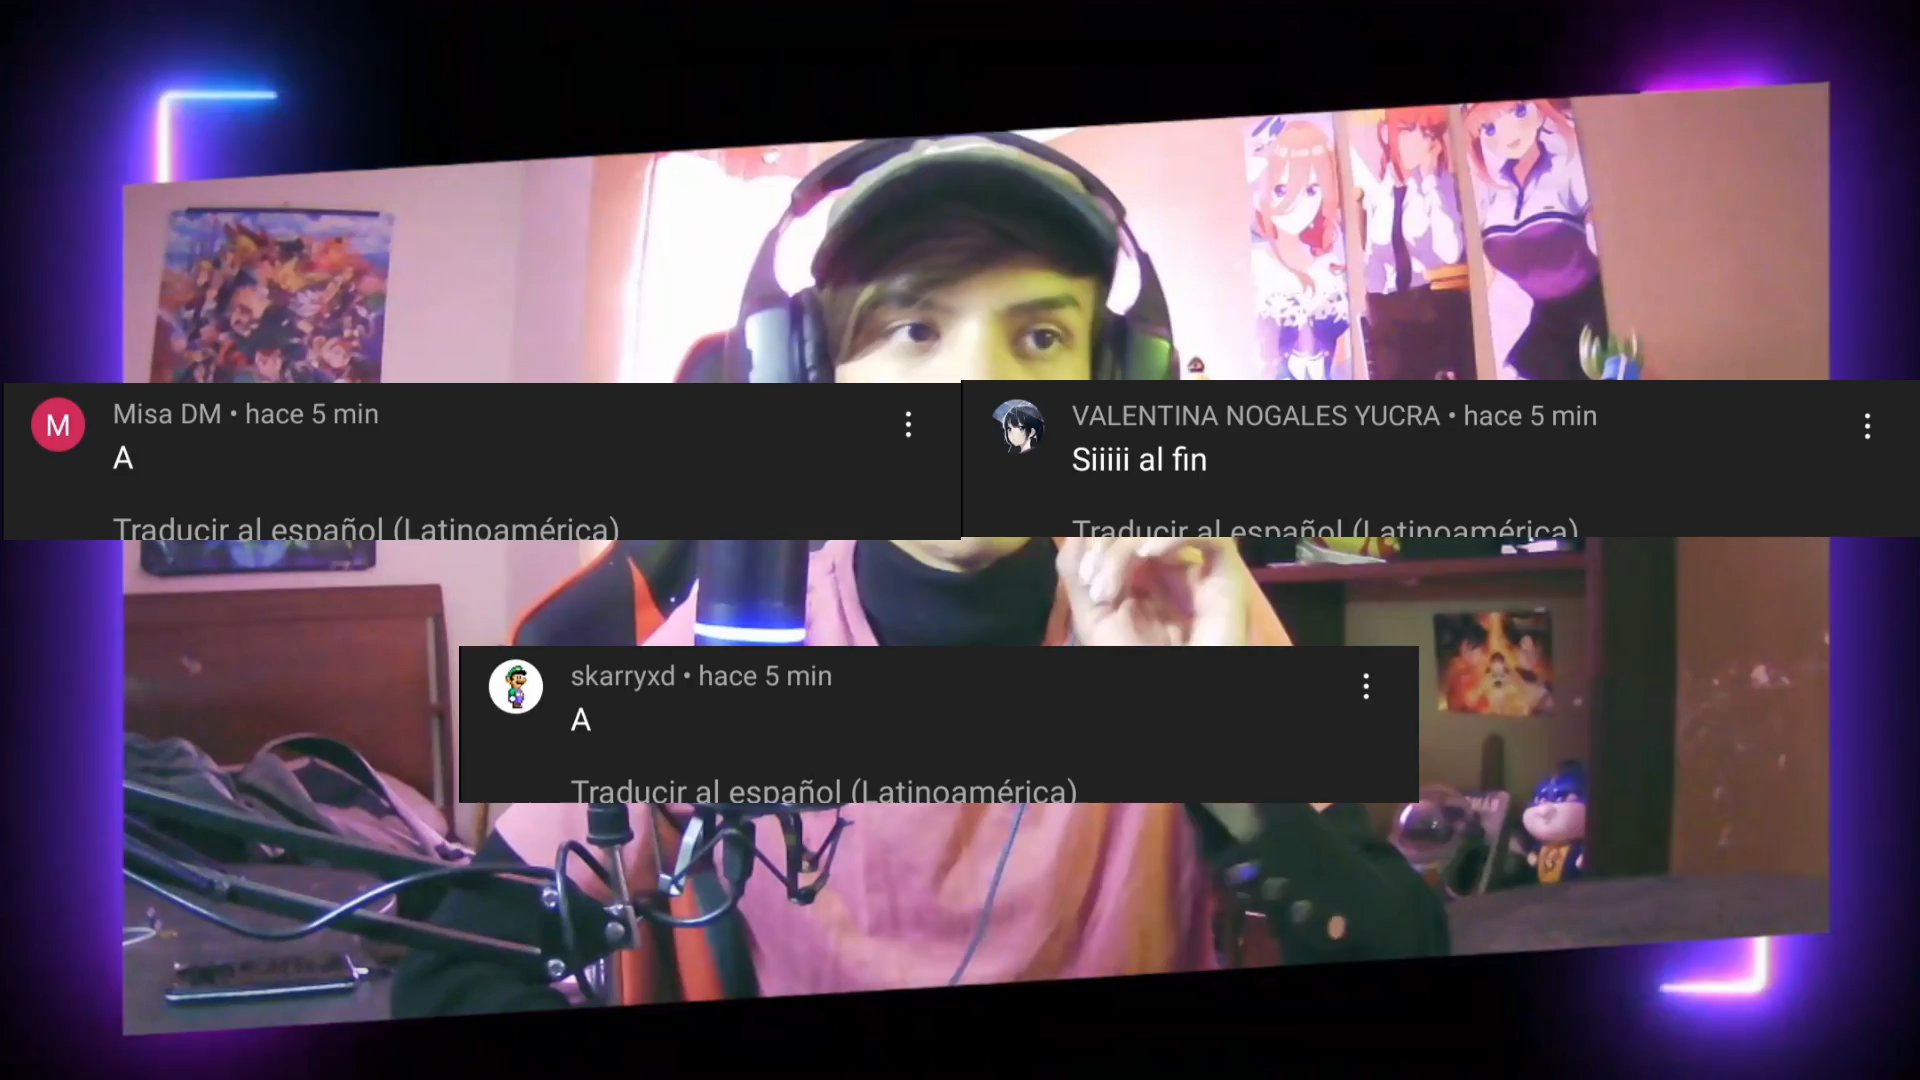 Misa DM • hace 5 min
A
Traducir al español (Latinoamérica)
VALENTINA NOGALES YUCRA • hace 5 min
Siiiii al fin
Traducir al español (Latinoamérica)
skarryxd • hace 5 min
A
Traducir al español (Latinoamérica)